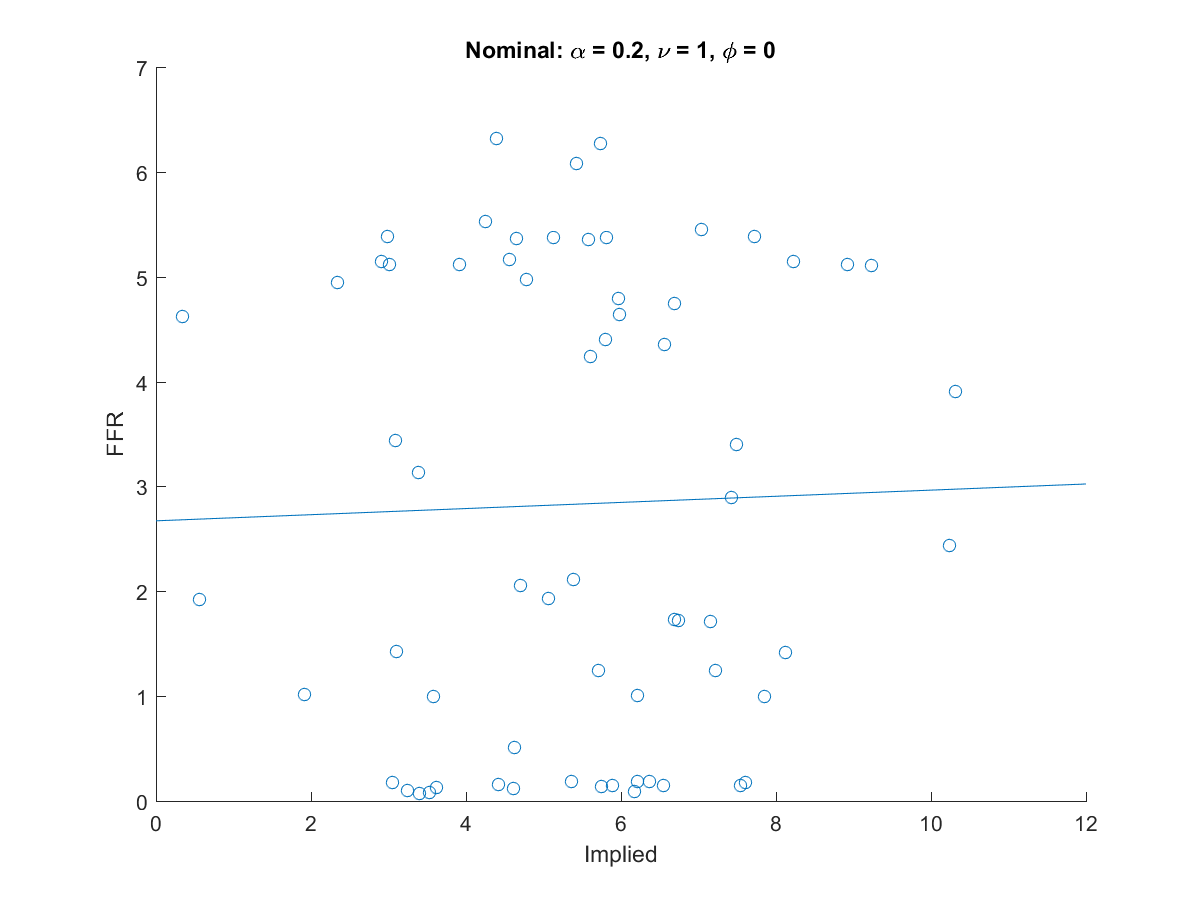 Nominal: α = 0.2, ν = 1, ϕ = 0
7
6
5
4
3
2
1
0
FFR
0 2 4 6 8 10 12
Implied